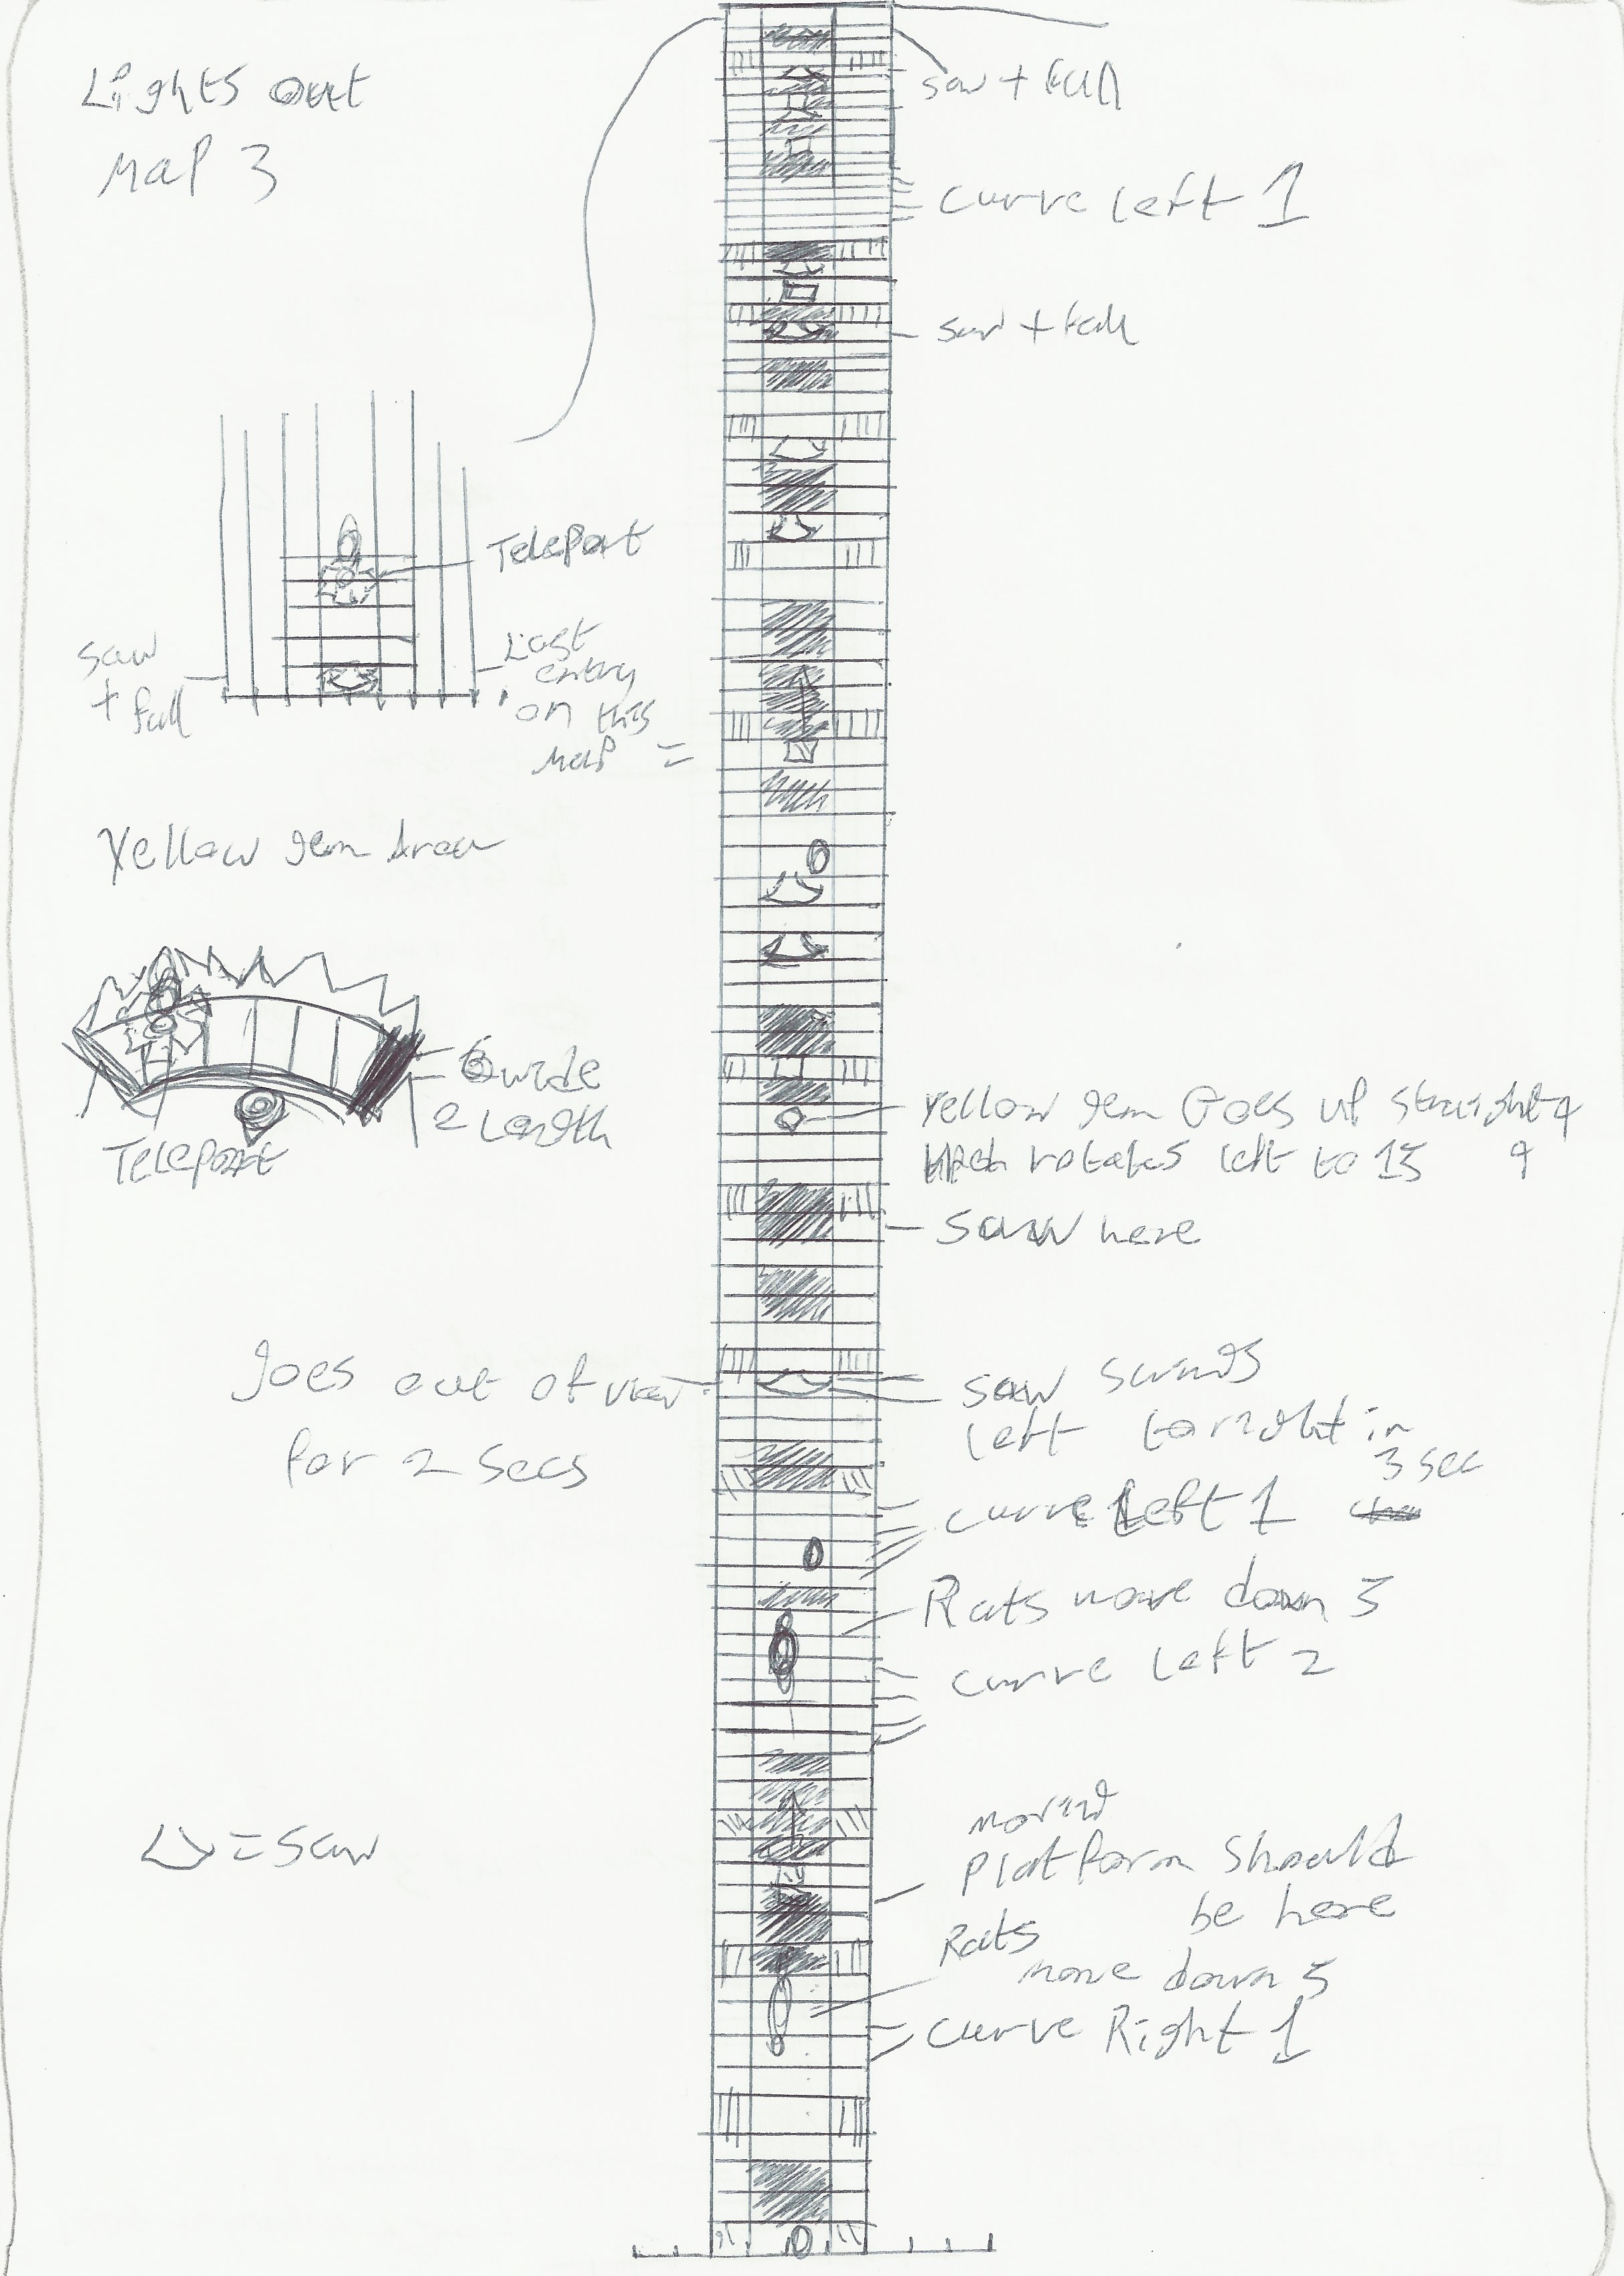 Lights out
Map 3
saw + fall
curve left 1
saw + fall
Teleport
saw
+ fall
Last
entry
on this
map =
Yellow gem Area
6 wide
2 Length
Teleport
Yellow gem Goes up straight 9
then rotates left to 15 9
saw here
goes out of view
for 2 secs
saw swings
left to right in
3 sec
curve Left 1
Rats move down 3
curve left 2
= saw
moving
platform should
be here
Rats
move down 5
curve Right 1